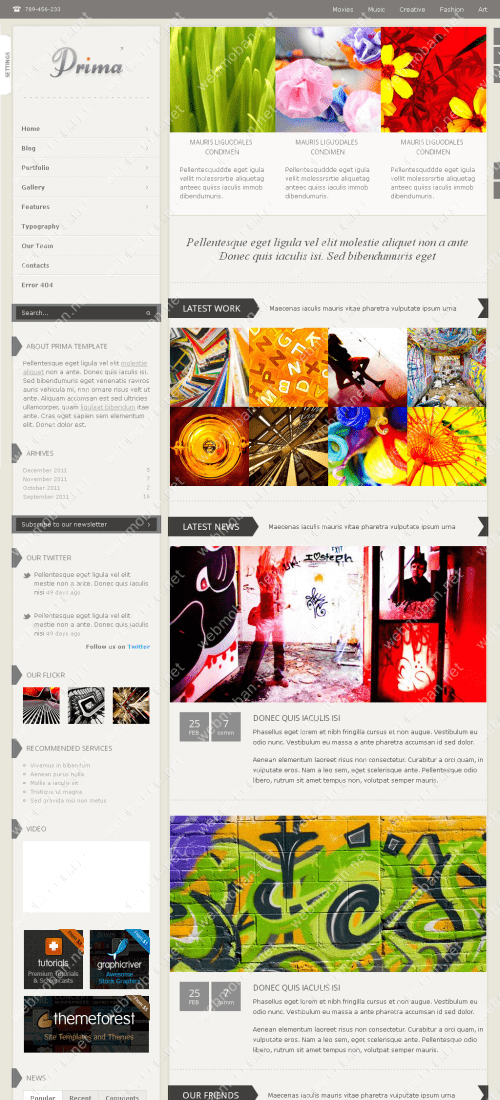 789-456-233
Movies Music Creative Fashion Art
SETTINGS
Prima
Home
Blog
Portfolio
Gallery
Features
Typography
Our Team
Contacts
Error 404
Search...
ABOUT PRIMA TEMPLATE
Pellentesque eget ligula vel elit molestie
aliquet non a ante. Donec quis iaculis isi.
Sed bibendumuris eget venenatis ravros
auris vehicula mi, non ornare risus velt ut
ante. Aliquam accumsan est sed ultricies
ullamcorper, quam liguleat bibendum itae
ante. Cras eget sapien sem elementum
elit. Donec dolor est.
ARHIVES
December 2011 5
November 2011 7
October 2011 2
September 2011 16
Subscribe to our newsletter
OUR TWITTER
Pellentesque eget ligula vel elit
mestie non a ante. Donec quis iaculis
nisi 49 days ago
Pellentesque eget ligula vel elit
mestie non a ante. Donec quis iaculis
nisi 49 days ago
Follow us on Twitter
OUR FLICKR
RECOMMENDED SERVICES
Vivamus in bibentum
Aenean purus nulla
Mollis a iaculis sit
Tristique ut magna
Sed gravida nisi non metus
VIDEO
tutorials
Premium Tutorials
& Screencasts
graphicriver
Awesome
Stock Graphics
themeforest
Site Templates and Themes
NEWS
Popular Recent Comments
MAURIS LIGUODALES
CONDIMEN
Pellentesquddde eget igula
vellit molessrsrtie aliquetag
anteec quiss iaculis immob
dibendumuris.
MAURIS LIGUODALES
CONDIMEN
Pellentesquddde eget igula
vellit molessrsrtie aliquetag
anteec quiss iaculis immob
dibendumuris.
MAURIS LIGUODALES
CONDIMEN
Pellentesquddde eget igula
vellit molessrsrtie aliquetag
anteec quiss iaculis immob
dibendumuris.
Pellentesque eget ligula vel elit molestie aliquet non a ante
Donec quis iaculis isi. Sed bibendumuris eget
LATEST WORK
Maecenas iaculis mauris vitae pharetra vulputate ipsum urna
LATEST NEWS
Maecenas iaculis mauris vitae pharetra vulputate ipsum urna
25
FEB
7
comm
DONEC QUIS IACULIS ISI
Phasellus eget lorem et nibh fringilla cursus et non augue. Vestibulum eu
odio nunc. Vestibulum eu massa a ante pharetra accumsan id sed dolor.
Aenean elementum laoreet risus non consectetur. Curabitur a orci quam, in
vulputate eros. Nam a leo sem, eget scelerisque ante. Pellentesque odio
libero, rutrum sit amet tempus non, volutpat semper mauris.
25
FEB
7
comm
DONEC QUIS IACULIS ISI
Phasellus eget lorem et nibh fringilla cursus et non augue. Vestibulum eu
odio nunc. Vestibulum eu massa a ante pharetra accumsan id sed dolor.
Aenean elementum laoreet risus non consectetur. Curabitur a orci quam, in
vulputate eros. Nam a leo sem, eget scelerisque ante. Pellentesque odio
libero, rutrum sit amet tempus non, volutpat semper mauris.
OUR FRIENDS
Maecenas iaculis mauris vitae pharetra vulputate ipsum urna
webmoban.net